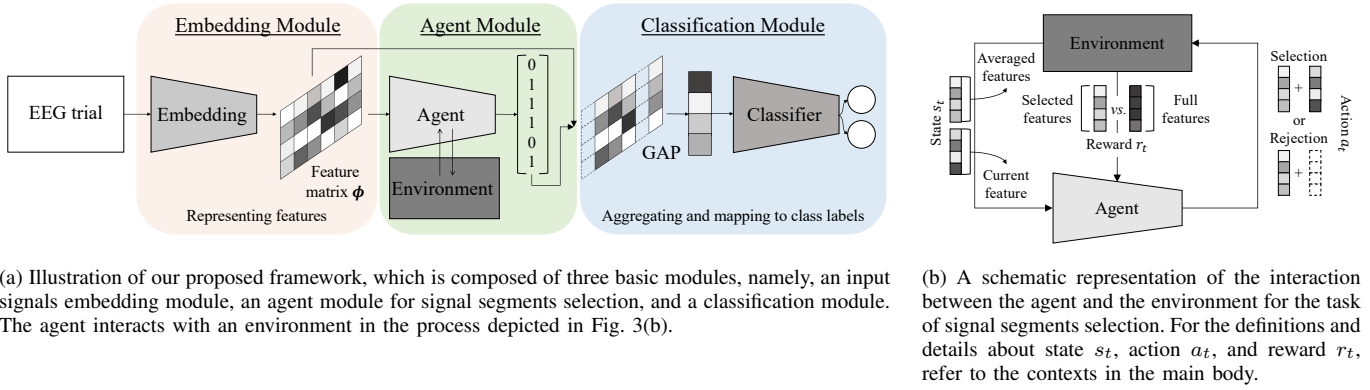 Embedding Module
Agent Module
Classification Module
EEG trial
Embedding
Feature
matrix ϕ
Representing features
Agent
Environment
0
1
1
1
0
1
GAP
Classifier
Aggregating and mapping to class labels
(a) Illustration of our proposed framework, which is composed of three basic modules, namely, an input
signals embedding module, an agent module for signal segments selection, and a classification module.
The agent interacts with an environment in the process depicted in Fig. 3(b).
Environment
Averaged
features
State s_t
Current
feature
Selected
features
vs.
Full
features
Reward r_t
Agent
Selection
+
or
Rejection
+
Action a_t
(b) A schematic representation of the interaction
between the agent and the environment for the task
of signal segments selection. For the definitions and
details about state s_t, action a_t, and reward r_t,
refer to the contexts in the main body.